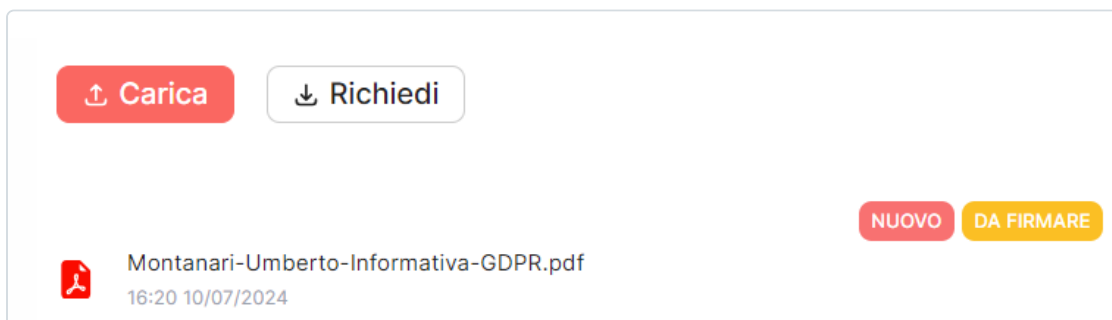 Carica Richiedi
NUOVO DA FIRMARE
Montanari-Umberto-Informativa-GDPR.pdf
16:20 10/07/2024